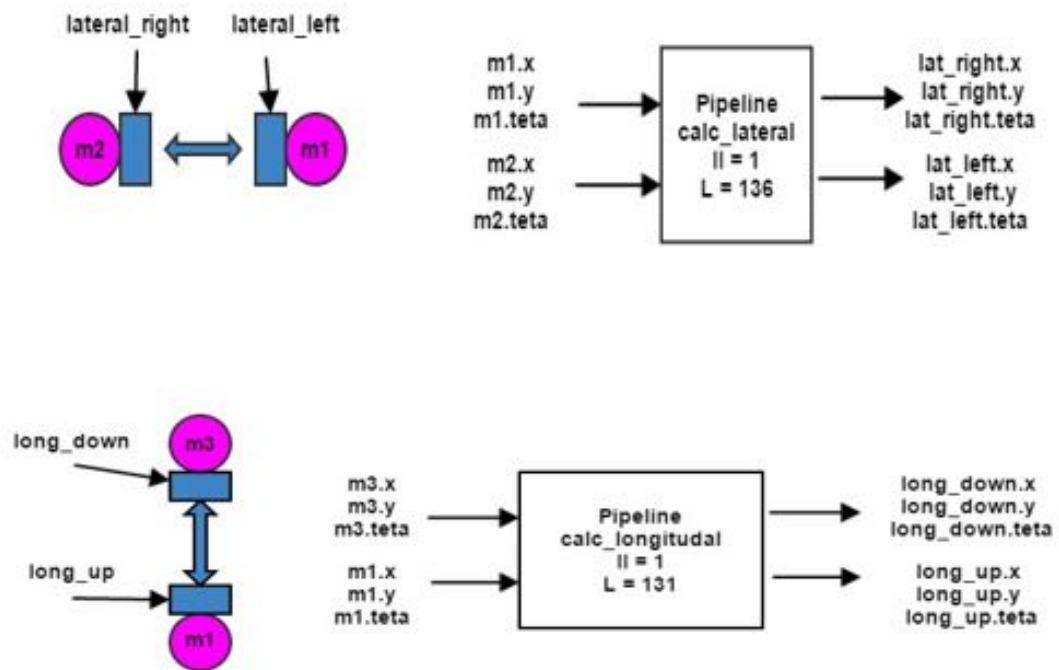 lateral_right lateral_left
m2 m1
m1.x
m1.y
m1.teta
m2.x
m2.y
m2.teta
Pipeline
calc_lateral
II = 1
L = 136
lat_right.x
lat_right.y
lat_right.teta
lat_left.x
lat_left.y
lat_left.teta
long_down
m3
long_up
m1
m3.x
m3.y
m3.teta
m1.x
m1.y
m1.teta
Pipeline
calc_longitudal
II = 1
L = 131
long_down.x
long_down.y
long_down.teta
long_up.x
long_up.y
long_up.teta